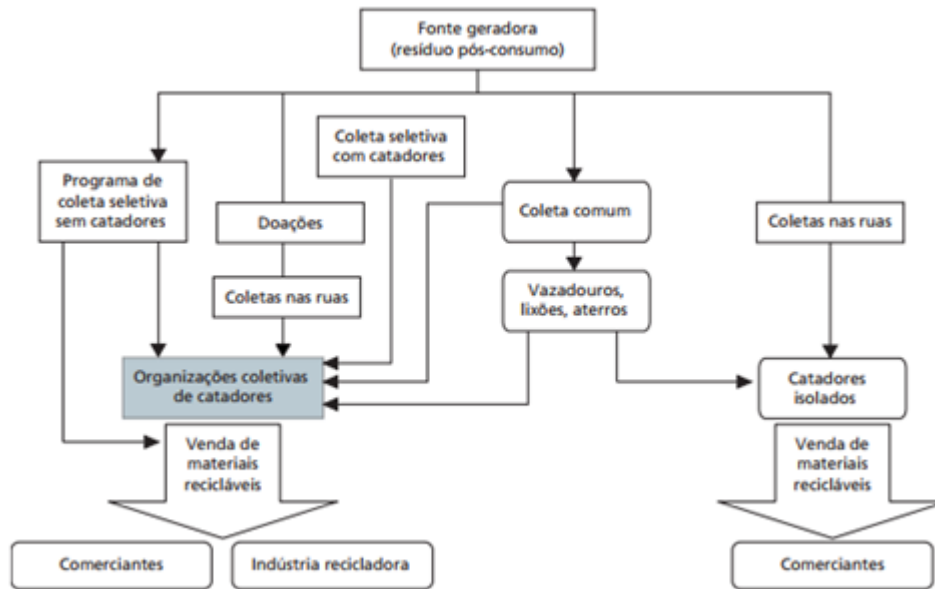 Fonte geradora
(resíduo pós-consumo)
Coleta seletiva
com catadores
Programa de
coleta seletiva
sem catadores
Doações
Coleta comum
Coletas nas ruas
Coletas nas ruas
Vazadouros,
lixões, aterros
Organizações coletivas
de catadores
Catadores
isolados
Venda de
materiais
recicláveis
Venda de
materiais
recicláveis
Comerciantes
Indústria recicladora
Comerciantes